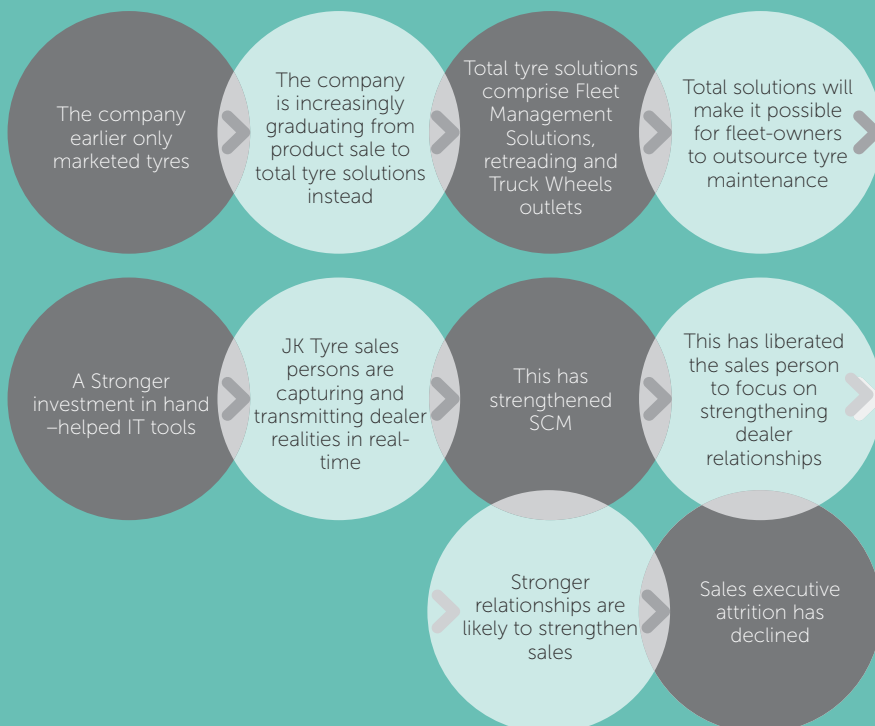 The company
earlier only
marketed tyres
The company
is increasingly
graduating from
product sale to
total tyre solutions
instead
Total tyre solutions
comprise Fleet
Management
Solutions,
retreading and
Truck Wheels
outlets
Total solutions will
make it possible
for fleet-owners
to outsource tyre
maintenance
A Stronger
investment in hand
–helped IT tools
JK Tyre sales
persons are
capturing and
transmitting dealer
realities in real-
time
This has
strengthened
SCM
This has liberated
the sales person
to focus on
strengthening
dealer
relationships
Stronger
relationships are
likely to strengthen
sales
Sales executive
attrition has
declined